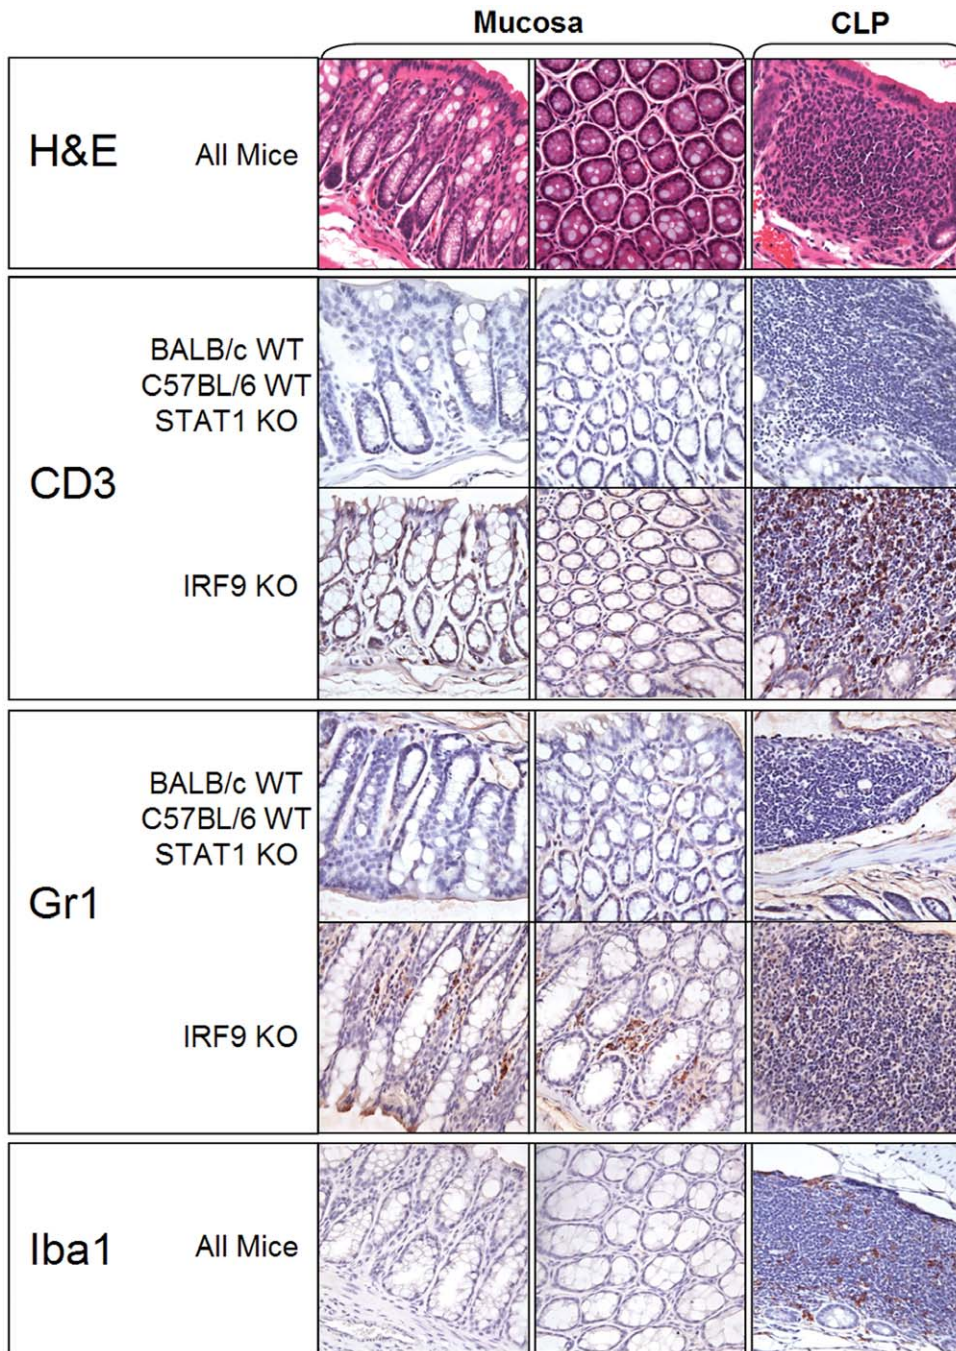 Mucosa
CLP
H&E
All Mice
CD3
BALB/c WT
C57BL/6 WT
STAT1 KO
IRF9 KO
Gr1
BALB/c WT
C57BL/6 WT
STAT1 KO
IRF9 KO
Iba1
All Mice